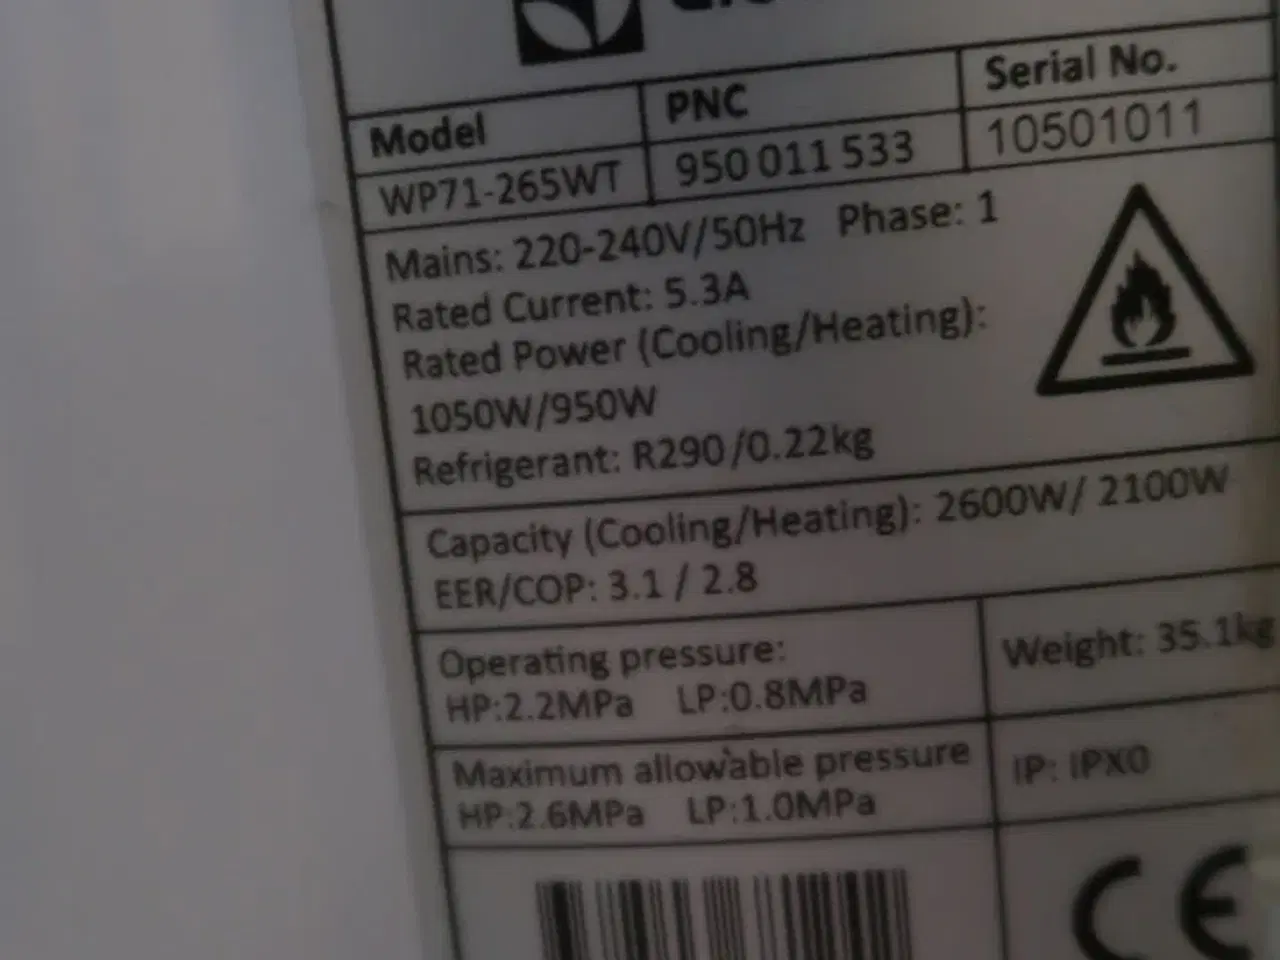 Model PNC Serial No.
WP71-265WT 950 011 533 10501011
Mains: 220-240V/50Hz Phase: 1
Rated Current: 5.3A
Rated Power (Cooling/Heating):
1050W/950W
Refrigerant: R290/0.22kg
Capacity (Cooling/Heating): 2600W/ 2100W
EER/COP: 3.1 / 2.8
Operating pressure:
HP:2.2MPa LP:0.8MPa
Weight: 35.1kg
Maximum allowable pressure
HP:2.6MPa LP:1.0MPa
IP: IPX0
CE